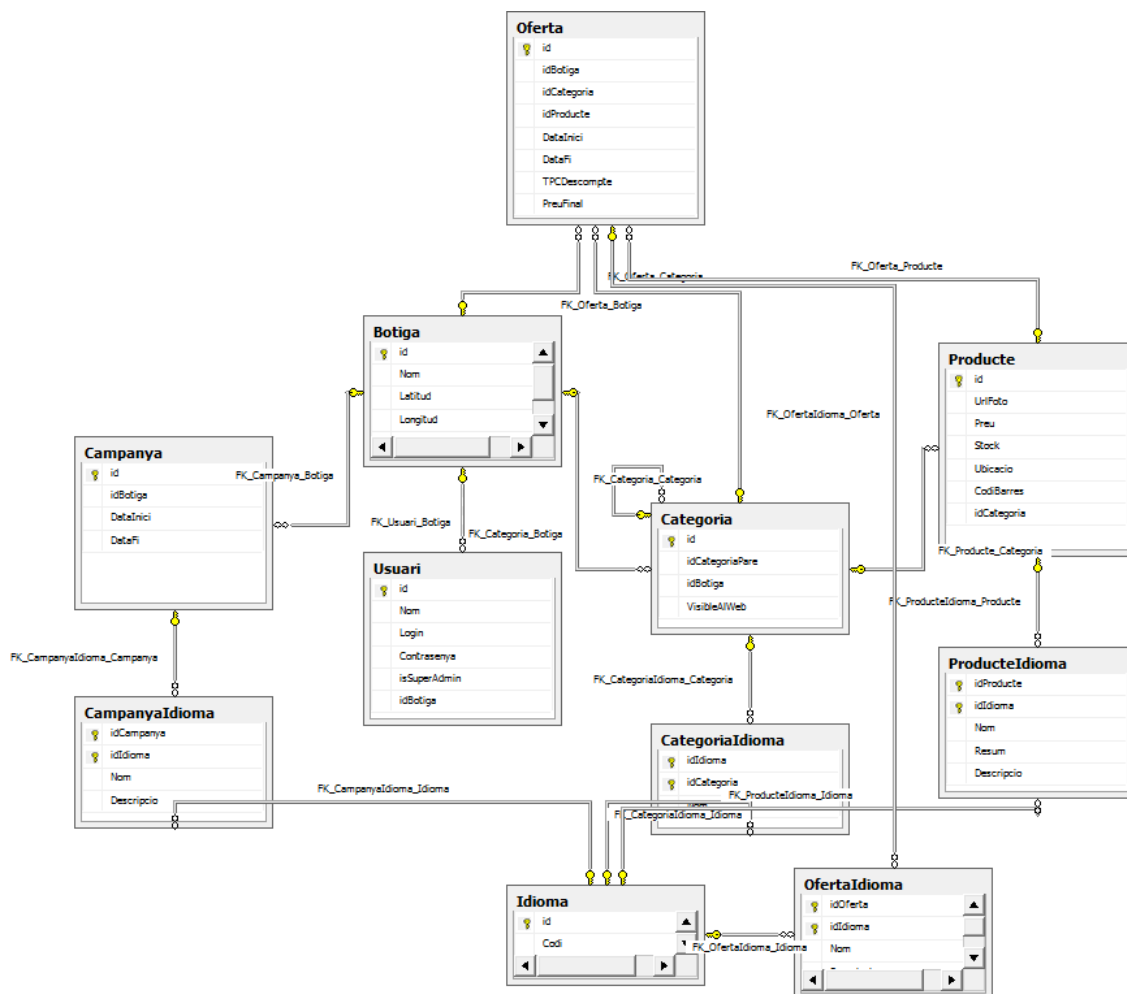 Oferta
id
idBotiga
idCategoria
idProducte
DataInici
DataFi
TPCDescompte
PreuFinal
FK_Oferta_Producte
FK_Oferta_Categoria
FK_Oferta_Botiga
Botiga
id
Nom
Latitud
Longitud
Producte
id
UrlFoto
Preu
Stock
Ubicacio
CodiBarres
idCategoria
FK_OfertaIdioma_Oferta
Campanya
id
idBotiga
DataInici
DataFi
FK_Campanya_Botiga
FK_Categoria_Categoria
FK_Usuari_Botiga
FK_Categoria_Botiga
Categoria
id
idCategoriaPare
idBotiga
VisibleAlWeb
FK_Producte_Categoria
Usuari
id
Nom
Login
Contrasenya
isSuperAdmin
idBotiga
FK_ProducteIdioma_Producte
FK_CampanyaIdioma_Campanya
FK_CategoriaIdioma_Categoria
ProducteIdioma
idProducte
idIdioma
Nom
Resum
Descripcio
CampanyaIdioma
idCampanya
idIdioma
Nom
Descripcio
CategoriaIdioma
idIdioma
idCategoria
FK_CampanyaIdioma_Idioma
FK_ProducteIdioma_Idioma
FK_CategoriaIdioma_Idioma
Idioma
id
Codi
OfertaIdioma
idOferta
idIdioma
Nom
FK_OfertaIdioma_Idioma